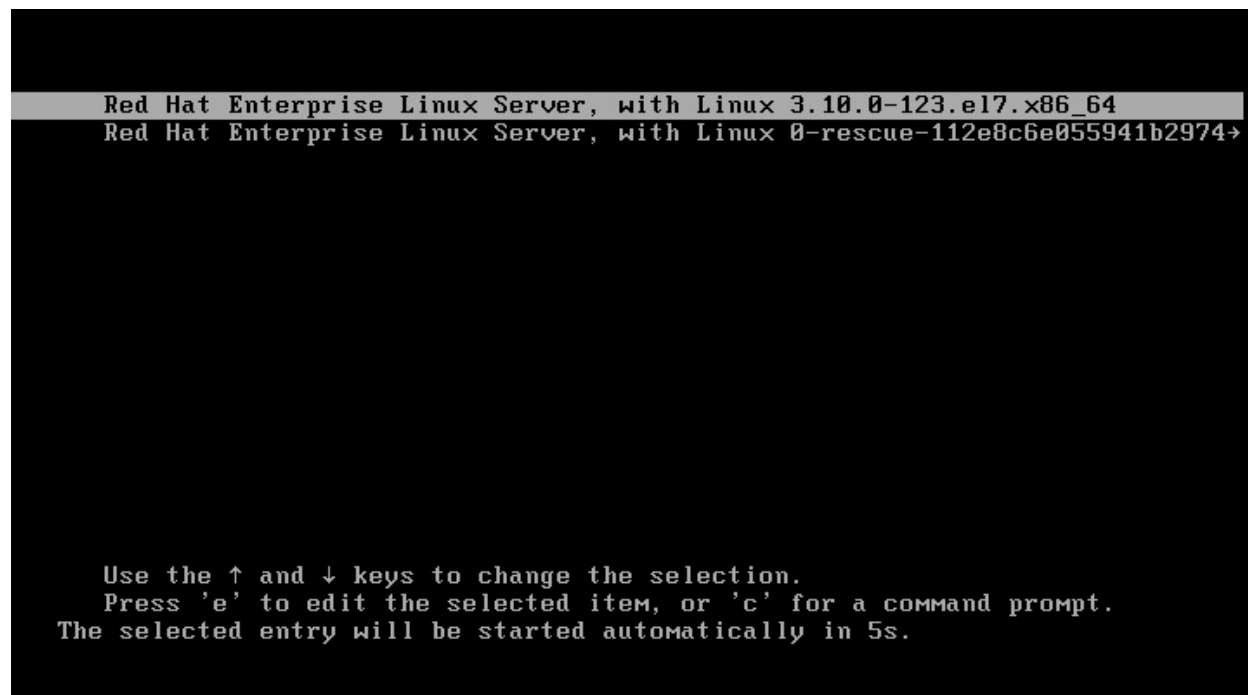 Red Hat Enterprise Linux Server, with Linux 3.10.0-123.el7.x86_64
Red Hat Enterprise Linux Server, with Linux 0-rescue-112e8c6e055941b2974→
Use the ↑ and ↓ keys to change the selection.
Press 'e' to edit the selected item, or 'c' for a command prompt.
The selected entry will be started automatically in 5s.